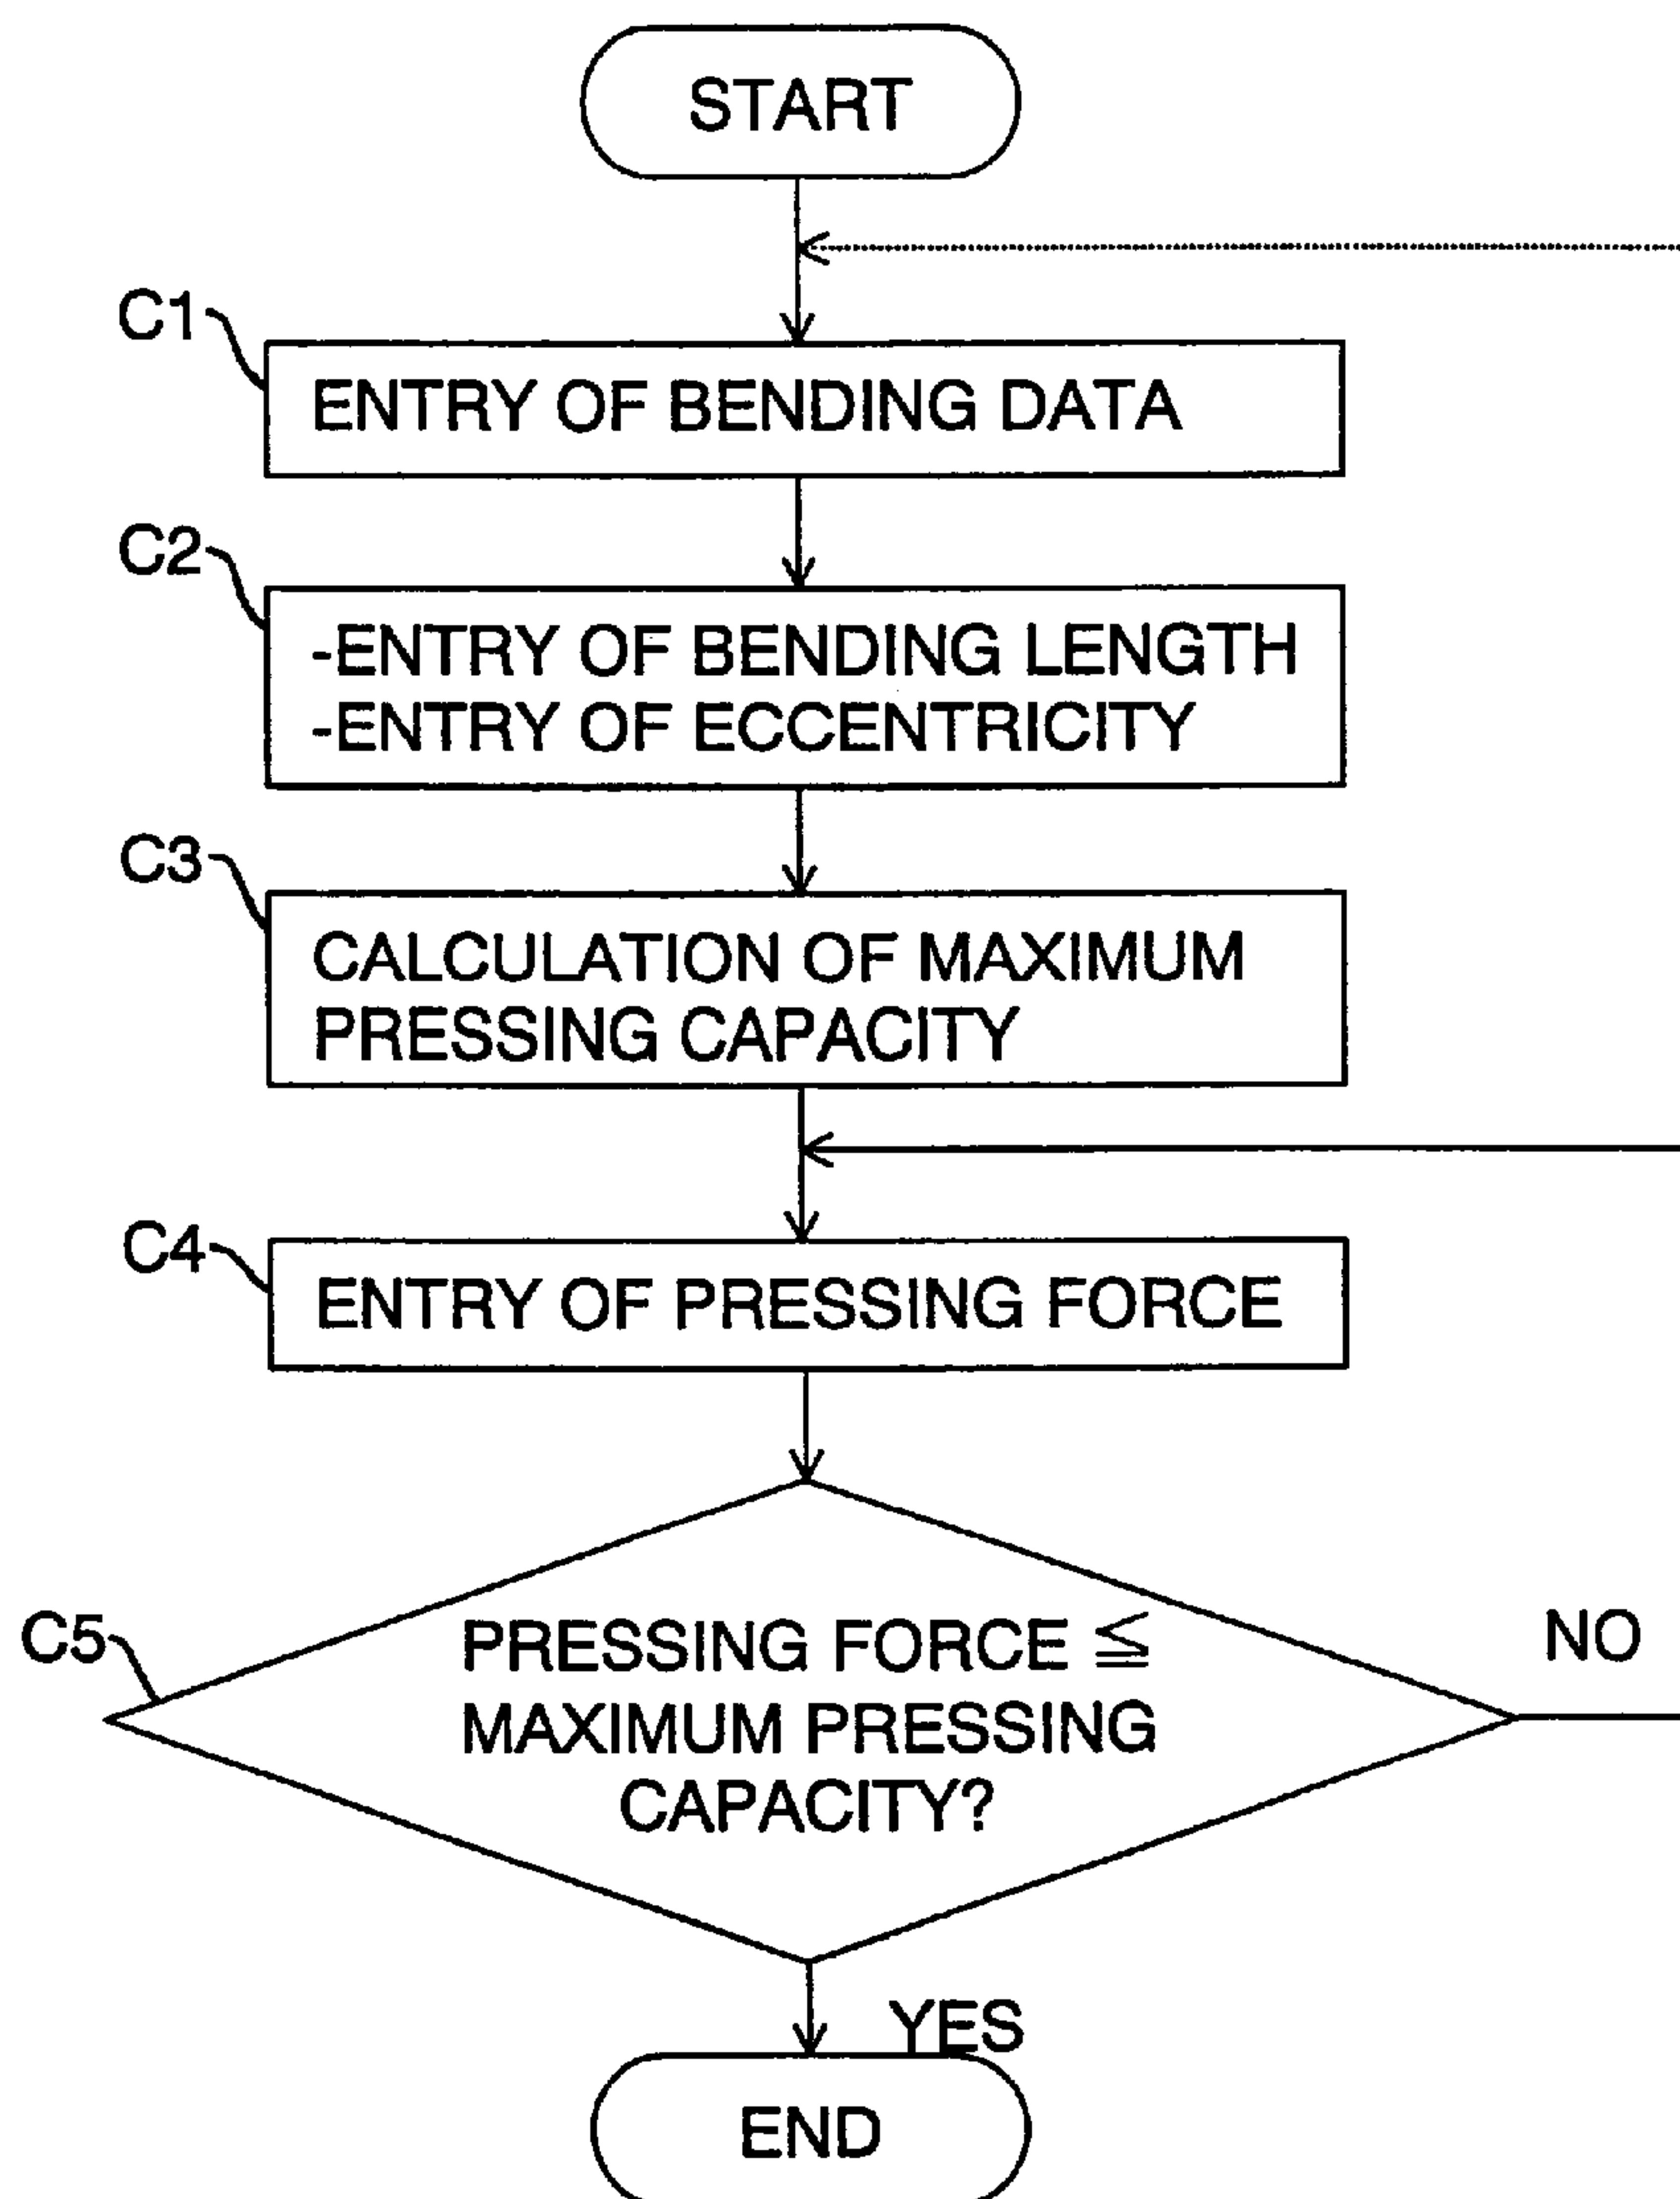 START
C1
ENTRY OF BENDING DATA
C2
-ENTRY OF BENDING LENGTH
-ENTRY OF ECCENTRICITY
C3
CALCULATION OF MAXIMUM
PRESSING CAPACITY
C4
ENTRY OF PRESSING FORCE
C5
PRESSING FORCE ≦
MAXIMUM PRESSING
CAPACITY?
NO
YES
END